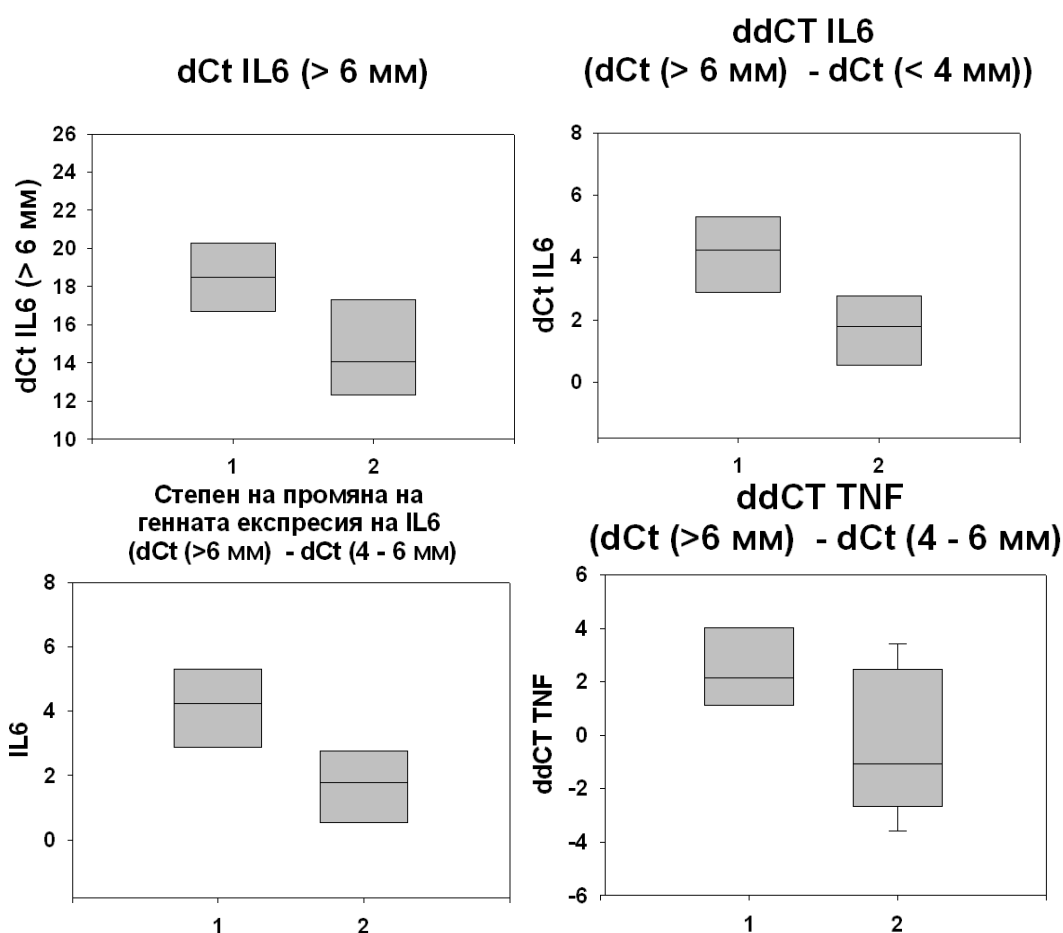 dCt IL6 (> 6 мм)
dCt IL6 (> 6 мм)
26
24
22
20
18
16
14
12
10
1
2
ddCT IL6
(dCt (> 6 мм) - dCt (< 4 мм))
dCt IL6
8
6
4
2
0
1
2
Степен на промяна на
генната експресия на IL6
(dCt (>6 мм) - dCt (4 - 6 мм)
IL6
8
6
4
2
0
1
2
ddCT TNF
(dCt (>6 мм) - dCt (4 - 6 мм)
ddCT TNF
6
4
2
0
-2
-4
-6
1
2